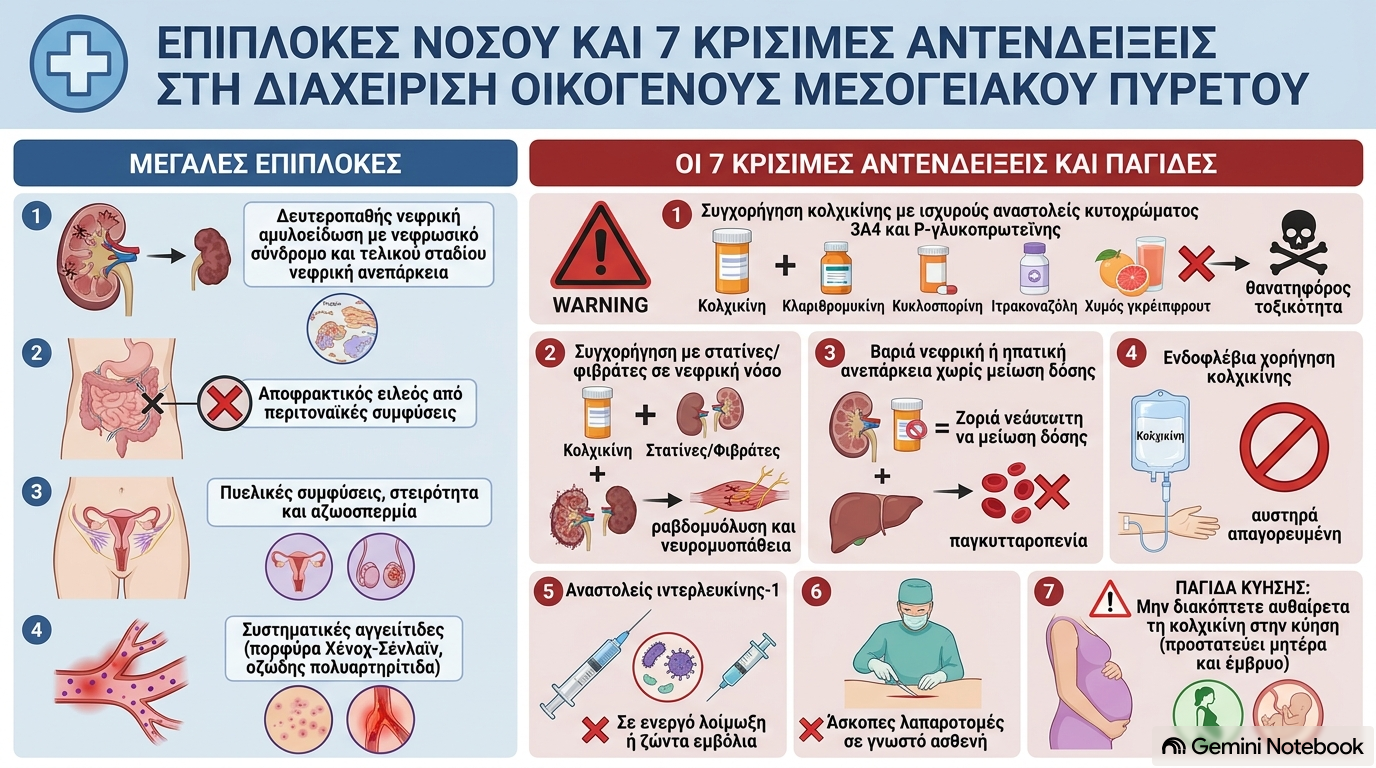 ΕΠΙΠΛΟΚΕΣ ΝΟΣΟΥ ΚΑΙ 7 ΚΡΙΣΙΜΕΣ ΑΝΤΕΝΔΕΙΞΕΙΣ
ΣΤΗ ΔΙΑΧΕΙΡΙΣΗ ΟΙΚΟΓΕΝΟΥΣ ΜΕΣΟΓΕΙΑΚΟΥ ΠΥΡΕΤΟΥ
ΜΕΓΑΛΕΣ ΕΠΙΠΛΟΚΕΣ
1
Δευτεροπαθής νεφρική
αμυλοείδωση με νεφρωσικό
σύνδρομο και τελικού σταδίου
νεφρική ανεπάρκεια
2
Αποφρακτικός ειλεός από
περιτοναϊκές συμφύσεις
3
Πυελικές συμφύσεις, στειρότητα
και αζωοσπερμία
4
Συστηματικές αγγειίτιδες
(πορφύρα Χένοχ-Σένλαϊν,
οζώδης πολυαρτηρίτιδα)
ΟΙ 7 ΚΡΙΣΙΜΕΣ ΑΝΤΕΝΔΕΙΞΕΙΣ ΚΑΙ ΠΑΓΙΔΕΣ
WARNING
1
Συγχορήγηση κολχικίνης με ισχυρούς αναστολείς κυτοχρώματος
3Α4 και Ρ-γλυκοπρωτεΐνης
Κολχικίνη
+
Κλαριθρομυκίνη
Κυκλοσπορίνη
Ιτρακοναζόλη
Χυμός γκρέιπφρουτ
θανατηφόρος
τοξικότητα
2
Συγχορήγηση με στατίνες/
φιβράτες σε νεφρική νόσο
+
Κολχικίνη
Στατίνες/Φιβράτες
+
ραβδομυόλυση και
νευρομυοπάθεια
3
Βαριά νεφρική ή ηπατική
ανεπάρκεια χωρίς μείωση δόσης
=
Ζοριά
να μείωση δόσης
+
παγκυτταροπενία
4
Ενδοφλέβια χορήγηση
κολχικίνης
αυστηρά
απαγορευμένη
5
Αναστολείς ιντερλευκίνης-1
Σε ενεργό λοίμωξη
ή ζώντα εμβόλια
6
Άσκοπες λαπαροτομές
σε γνωστό ασθενή
7
ΠΑΓΙΔΑ ΚΥΗΣΗΣ:
Μην διακόπτετε αυθαίρετα
τη κολχικίνη στην κύηση
(προστατεύει μητέρα
και έμβρυο)
Gemini Notebook